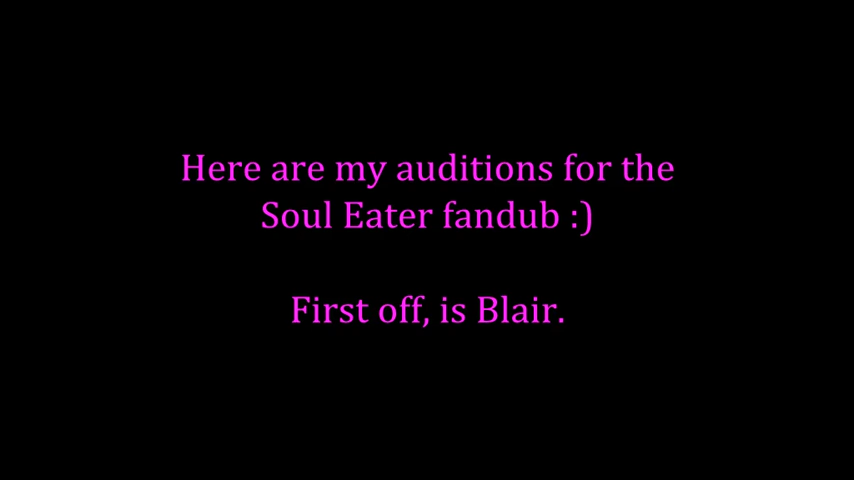 Here are my auditions for the
Soul Eater fandub :)
First off, is Blair.